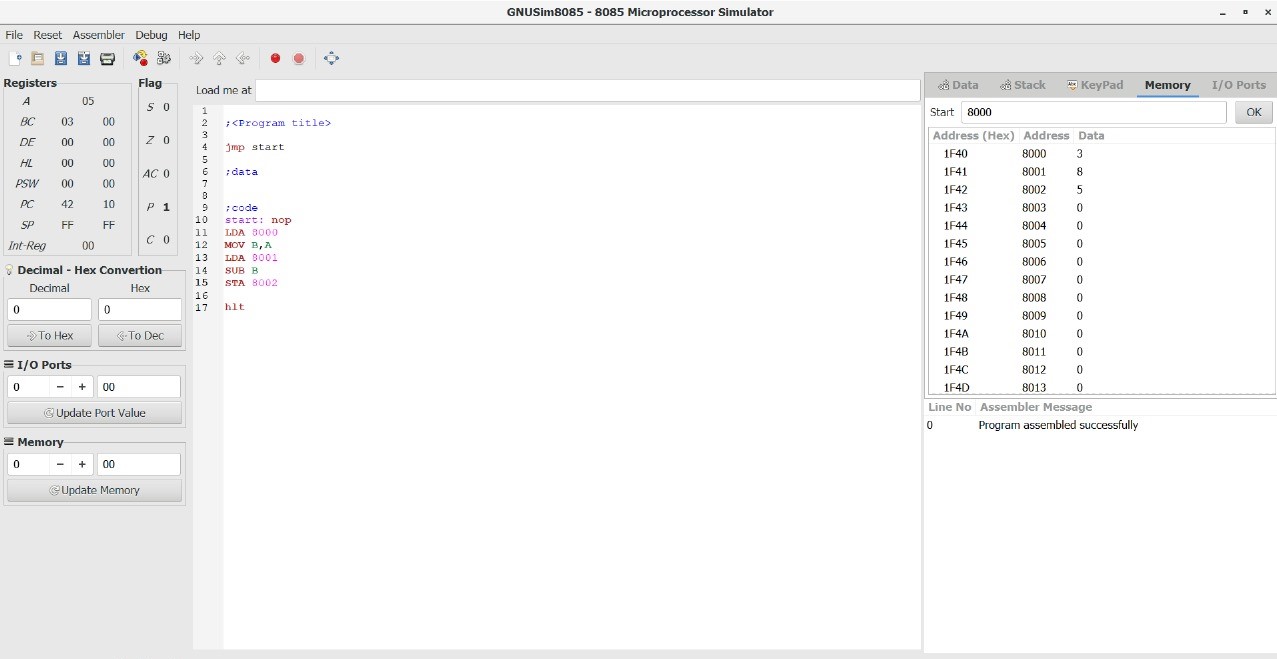 GNUSim8085 - 8085 Microprocessor Simulator
File Reset Assembler Debug Help
Registers
A 05
BC 03 00
DE 00 00
HL 00 00
PSW 00 00
PC 42 10
SP FF FF
Int-Reg 00
Flag
S 0
Z 0
AC 0
P 1
C 0
Decimal - Hex Convertion
Decimal Hex
0 0
To Hex To Dec
I/O Ports
0 − + 00
Update Port Value
Memory
0 − + 00
Update Memory
Load me at
1
2 ;<Program title>
3
4 jmp start
5
6 ;data
7
8
9 ;code
10 start: nop
11 LDA 8000
12 MOV B,A
13 LDA 8001
14 SUB B
15 STA 8002
16
17 hlt
Data Stack KeyPad Memory I/O Ports
Start 8000 OK
Address (Hex) Address Data
1F40 8000 3
1F41 8001 8
1F42 8002 5
1F43 8003 0
1F44 8004 0
1F45 8005 0
1F46 8006 0
1F47 8007 0
1F48 8008 0
1F49 8009 0
1F4A 8010 0
1F4B 8011 0
1F4C 8012 0
1F4D 8013 0
Line No Assembler Message
0 Program assembled successfully